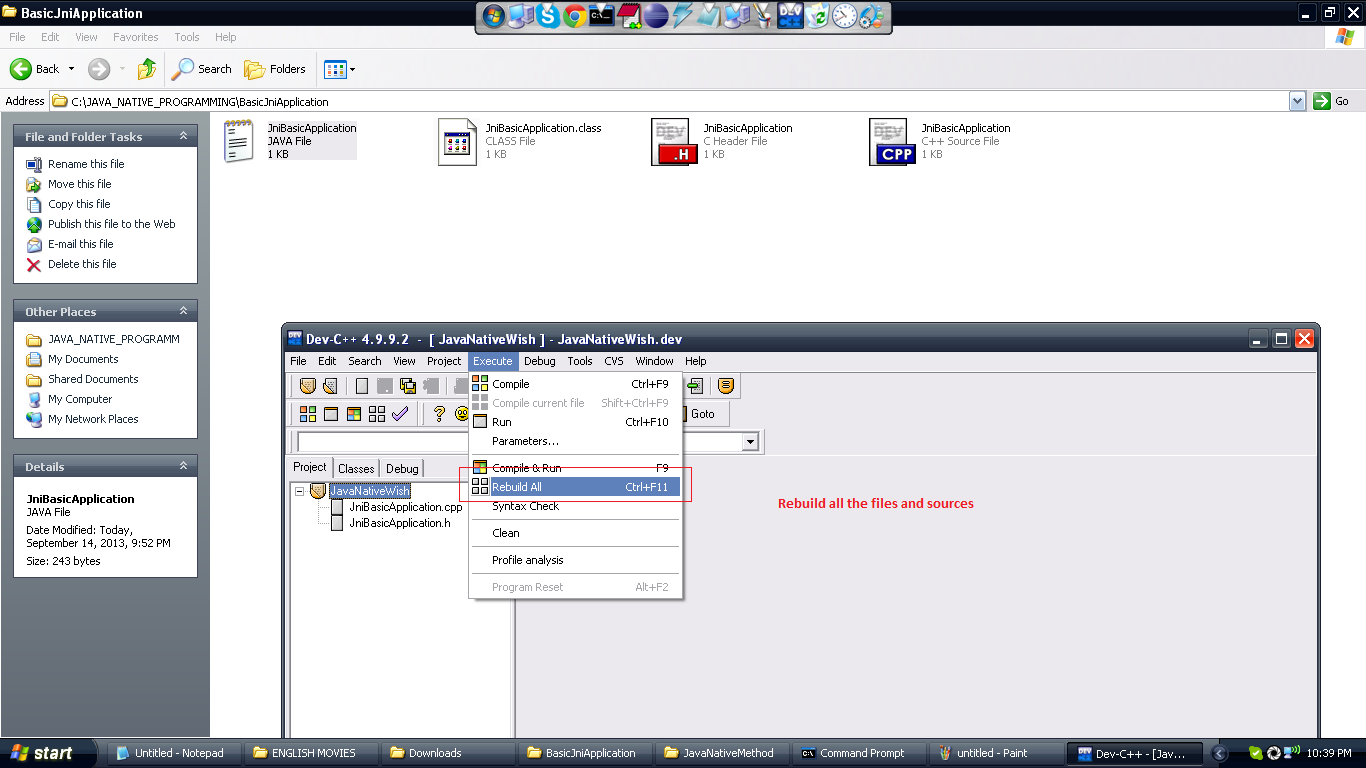 BasicJniApplication
File Edit View Favorites Tools Help
Back Search Folders
Address C:\JAVA_NATIVE_PROGRAMMING\BasicJniApplication Go
File and Folder Tasks
Rename this file
Move this file
Copy this file
Publish this file to the Web
E-mail this file
Delete this file
Other Places
JAVA_NATIVE_PROGRAMM
My Documents
Shared Documents
My Computer
My Network Places
Details
JniBasicApplication
JAVA File
Date Modified: Today,
September 14, 2013, 9:52 PM
Size: 243 bytes
JniBasicApplication
JAVA File
1 KB
JniBasicApplication.class
CLASS File
1 KB
DEV
.H
JniBasicApplication
C Header File
1 KB
DEV
CPP
JniBasicApplication
C++ Source File
1 KB
Dev-C++ 4.9.9.2 - [ JavaNativeWish ] - JavaNativeWish.dev
File Edit Search View Project Execute Debug Tools CVS Window Help
Goto
Project Classes Debug
JavaNativeWish
JniBasicApplication.cpp
JniBasicApplication.h
Compile Ctrl+F9
Compile current file Shift+Ctrl+F9
Run Ctrl+F10
Parameters...
Compile & Run F9
Rebuild All Ctrl+F11
Syntax Check
Clean
Profile analysis
Program Reset Alt+F2
Rebuild all the files and sources
start Untitled - Notepad ENGLISH MOVIES Downloads BasicJniApplication JavaNativeMethod Command Prompt untitled - Paint Dev-C++ - [Jav... 10:39 PM